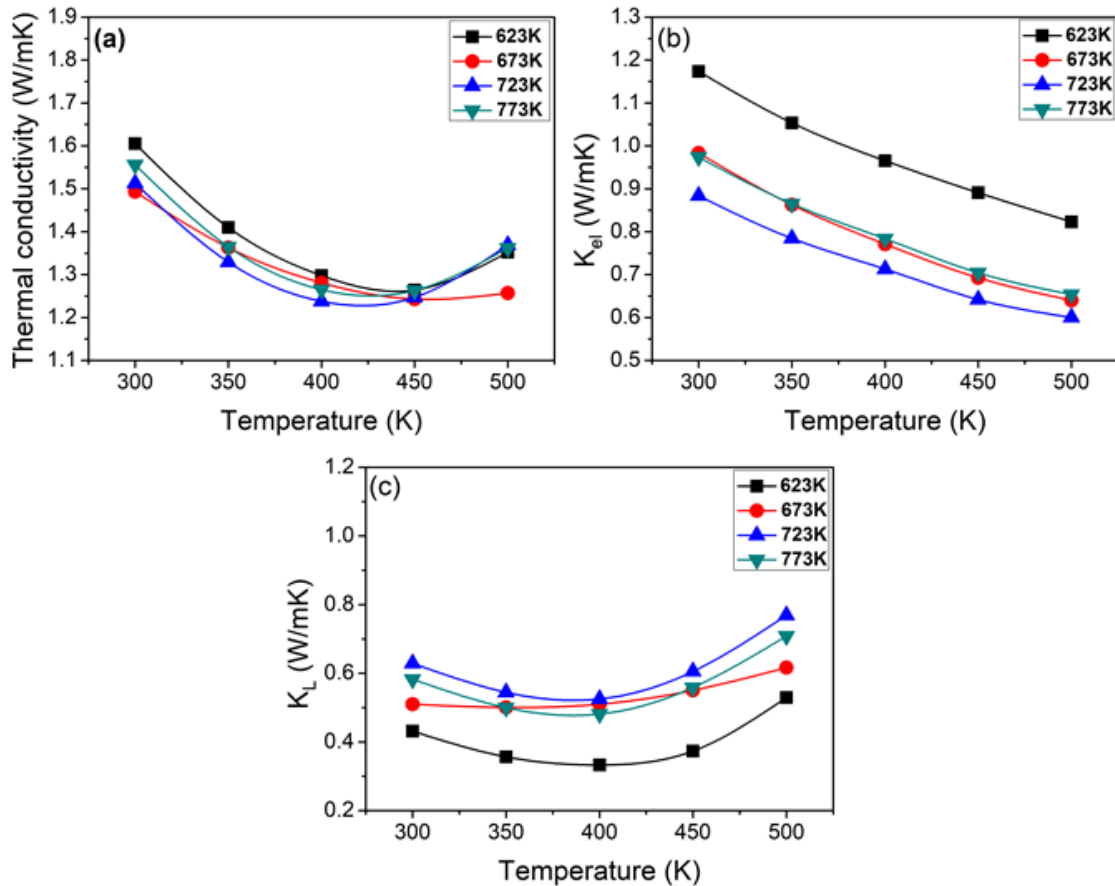 (a)
623K
673K
723K
773K
Thermal conductivity (W/mK)
1.9
1.8
1.7
1.6
1.5
1.4
1.3
1.2
1.1
300 350 400 450 500
Temperature (K)
(b)
623K
673K
723K
773K
Kel (W/mK)
1.3
1.2
1.1
1.0
0.9
0.8
0.7
0.6
0.5
300 350 400 450 500
Temperature (K)
(c)
623K
673K
723K
773K
KL (W/mK)
1.2
1.0
0.8
0.6
0.4
0.2
300 350 400 450 500
Temperature (K)